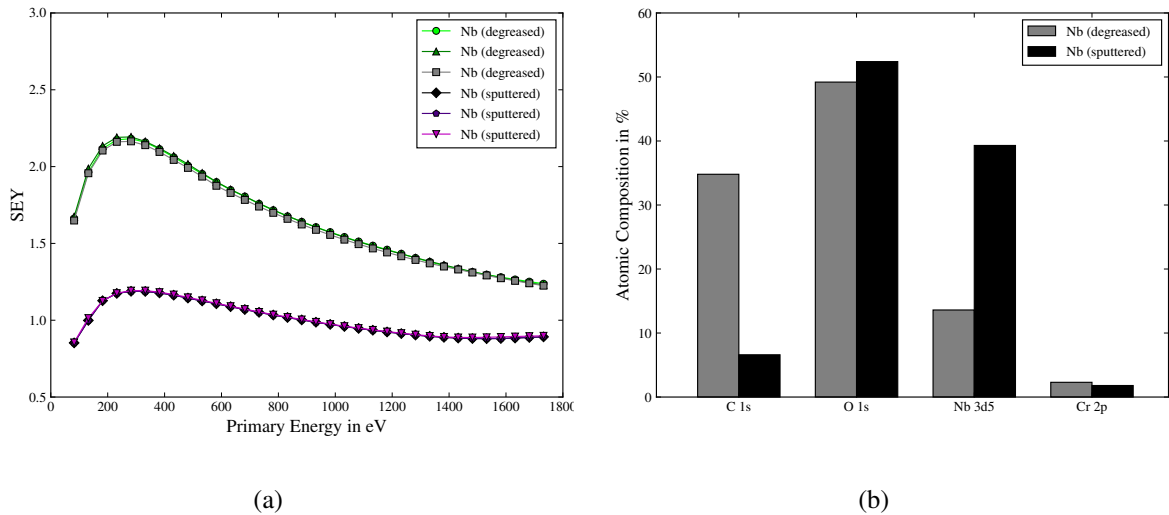 3.0
2.5
2.0
1.5
1.0
0.5
SEY
0 200 400 600 800 1000 1200 1400 1600 1800
Primary Energy in eV
Nb (degreased)
Nb (degreased)
Nb (degreased)
Nb (sputtered)
Nb (sputtered)
Nb (sputtered)
(a)
60
50
40
30
20
10
0
Atomic Composition in %
C 1s O 1s Nb 3d5 Cr 2p
Nb (degreased)
Nb (sputtered)
(b)